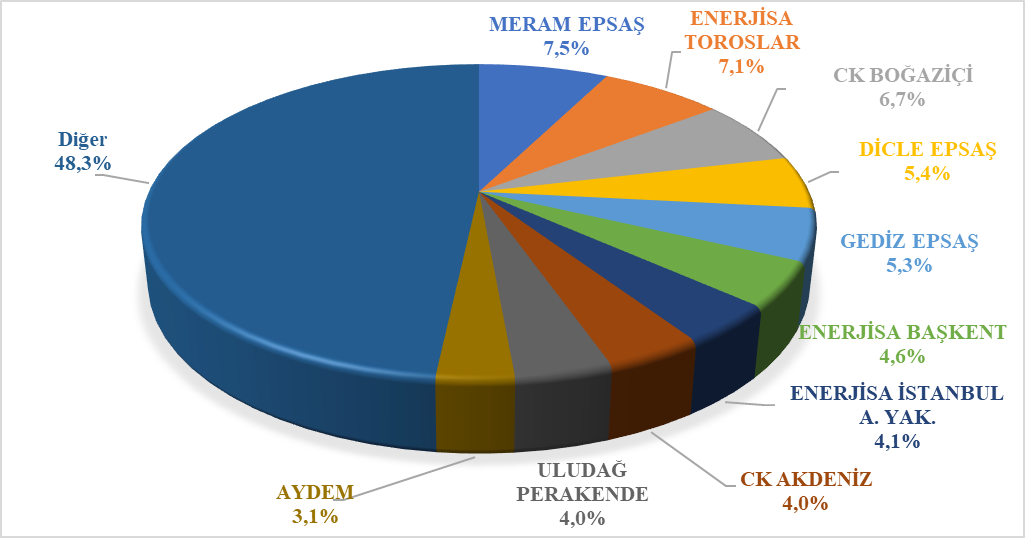 MERAM EPSAŞ
7,5%
ENERJİSA
TOROSLAR
7,1%
CK BOĞAZİÇİ
6,7%
DİCLE EPSAŞ
5,4%
GEDİZ EPSAŞ
5,3%
ENERJİSA BAŞKENT
4,6%
ENERJİSA İSTANBUL
A. YAK.
4,1%
CK AKDENİZ
4,0%
ULUDAĞ
PERAKENDE
4,0%
AYDEM
3,1%
Diğer
48,3%